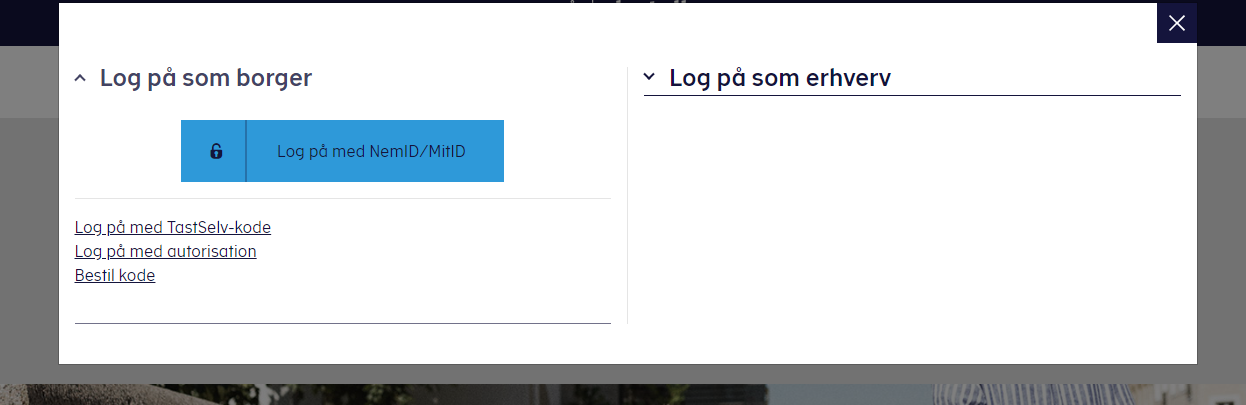 Log på som borger
Log på med NemID/MitID
Log på med TastSelv-kode
Log på med autorisation
Bestil kode
Log på som erhverv